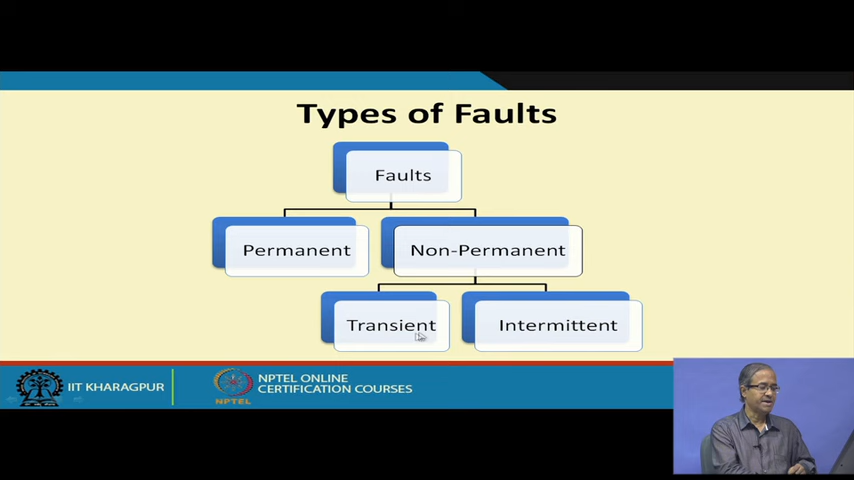 Types of Faults
Faults
Permanent
Non-Permanent
Transient
Intermittent
IIT KHARAGPUR
NPTEL
NPTEL ONLINE
CERTIFICATION COURSES